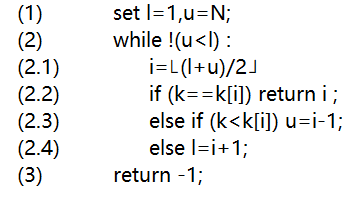 (1) set l=1,u=N;
(2) while !(u<l) :
(2.1) i=⌊(l+u)/2⌋
(2.2) if (k==k[i]) return i ;
(2.3) else if (k<k[i]) u=i-1;
(2.4) else l=i+1;
(3) return -1;